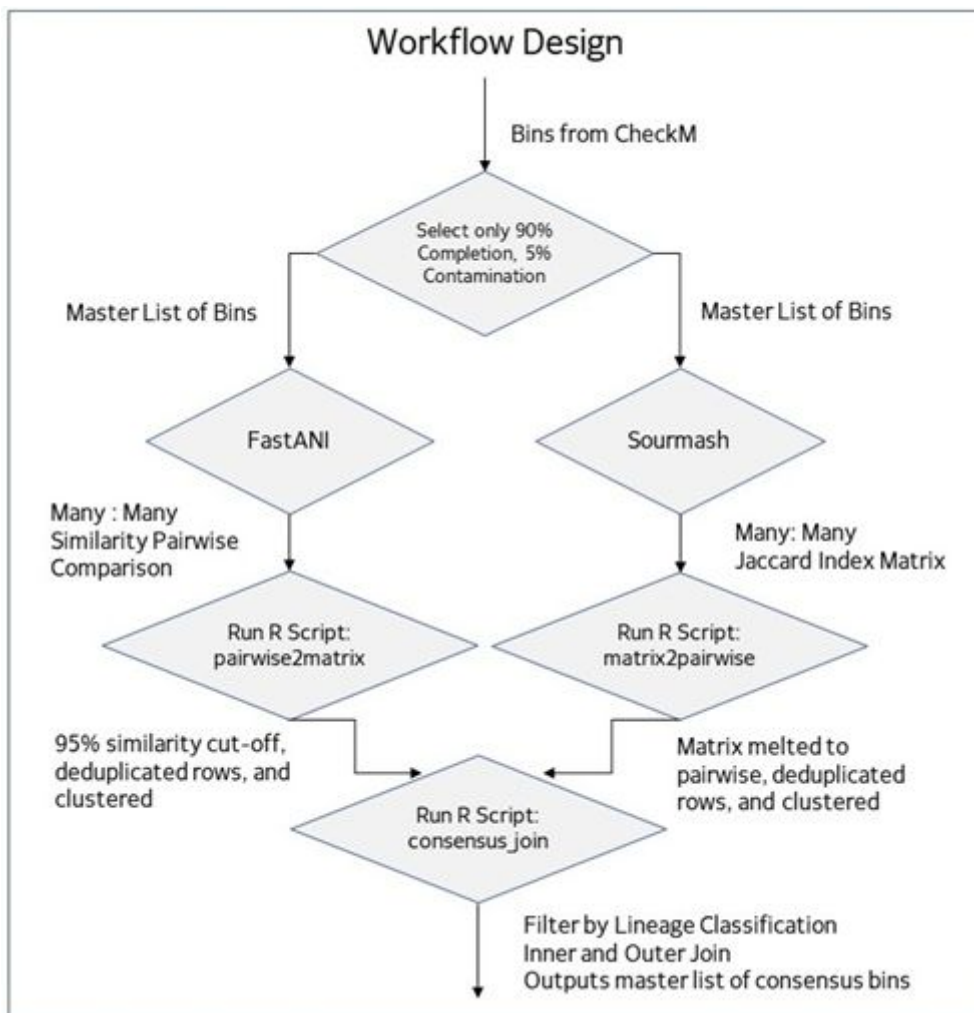 Workflow Design
Bins from CheckM
Select only 90%
Completion, 5%
Contamination
Master List of Bins
Master List of Bins
FastANI
Sourmash
Many : Many
Similarity Pairwise
Comparison
Many: Many
Jaccard Index Matrix
Run R Script:
pairwise2matrix
Run R Script:
matrix2pairwise
95% similarity cut-off,
deduplicated rows, and
clustered
Matrix melted to
pairwise, deduplicated
rows, and clustered
Run R Script:
consensus_join
Filter by Lineage Classification
Inner and Outer Join
Outputs master list of consensus bins